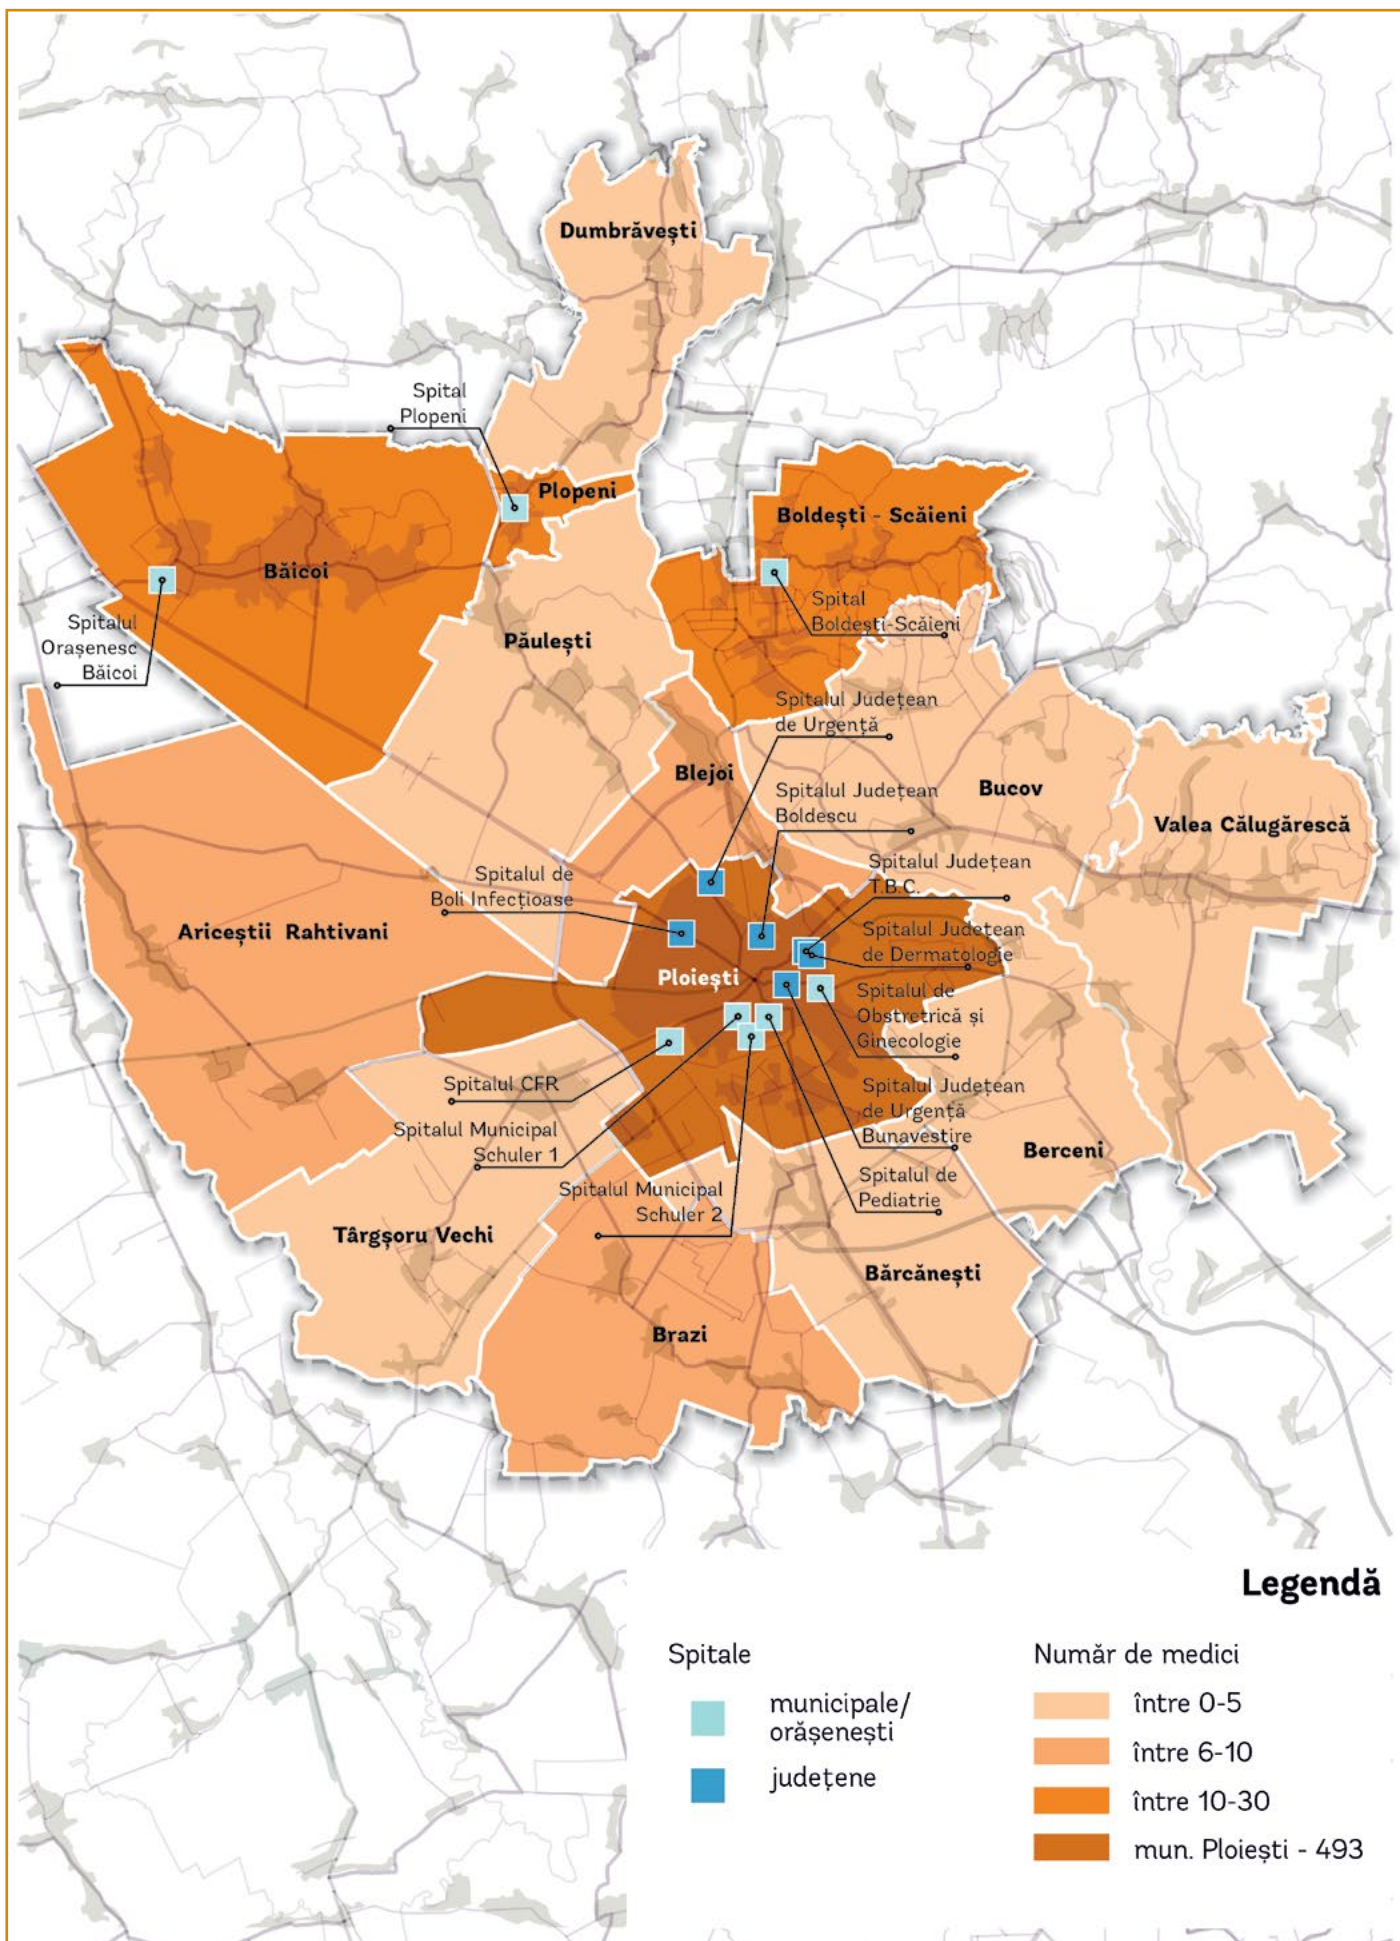 Dumbrăvești
Spital
Plopeni
Plopeni
Boldești - Scăieni
Băicoi
Spital
Boldești-Scăieni
Spitalul
Orașenesc
Băicoi
Păulești
Spitalul Județean
de Urgență
Blejoi
Spitalul Județean
Boldescu
Bucov
Valea Călugărescă
Spitalul Județean
T.B.C.
Spitalul de
Boli Infecțioase
Ariceștii Rahtivani
Spitalul Județean
de Dermatologie
Ploiești
Spitalul de
Obstretrică și
Ginecologie
Spitalul CFR
Spitalul Județean
de Urgență
Bunavestire
Spitalul Municipal
Schuler 1
Berceni
Spitalul de
Pediatrie
Spitalul Municipal
Schuler 2
Târgșoru Vechi
Bărcănești
Brazi
Legendă
Spitale
municipale/
orășenești
județene
Număr de medici
între 0-5
între 6-10
între 10-30
mun. Ploiești - 493